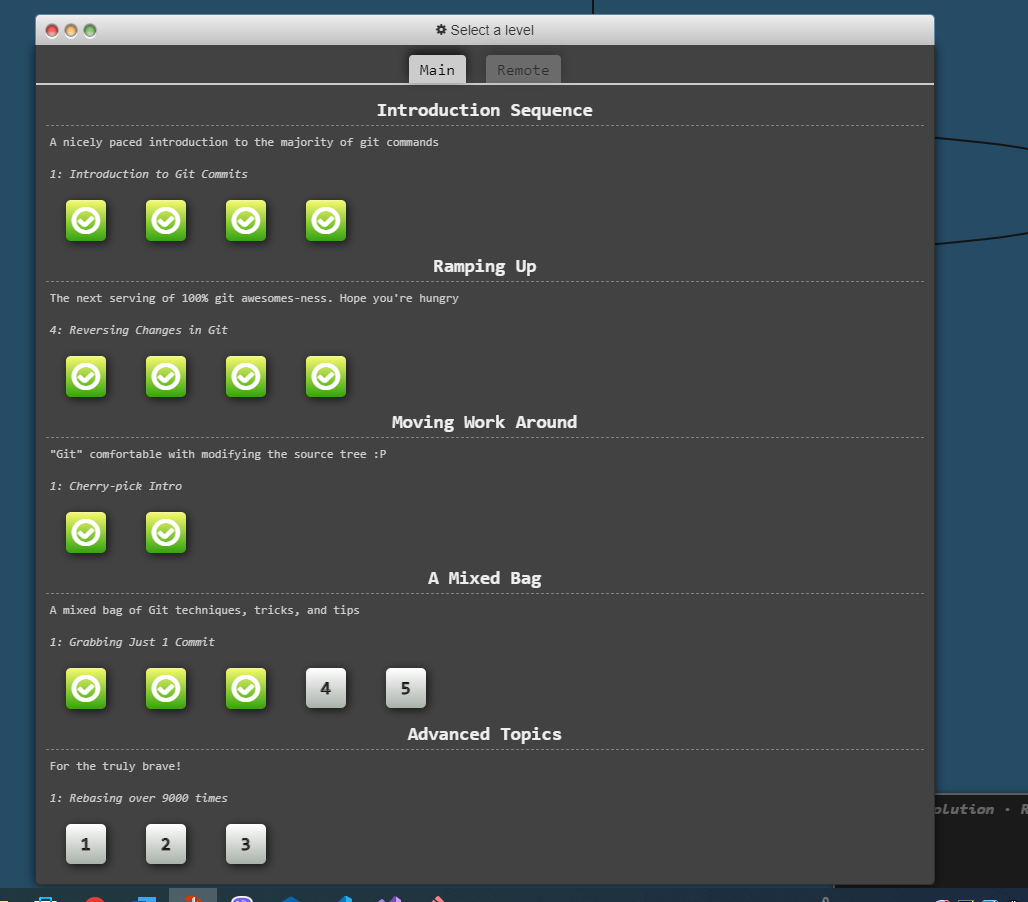 Select a level
Main Remote
Introduction Sequence
A nicely paced introduction to the majority of git commands
1: Introduction to Git Commits
Ramping Up
The next serving of 100% git awesomes-ness. Hope you're hungry
4: Reversing Changes in Git
Moving Work Around
"Git" comfortable with modifying the source tree :P
1: Cherry-pick Intro
A Mixed Bag
A mixed bag of Git techniques, tricks, and tips
1: Grabbing Just 1 Commit
4 5
Advanced Topics
For the truly brave!
1: Rebasing over 9000 times
olution · R
1 2 3